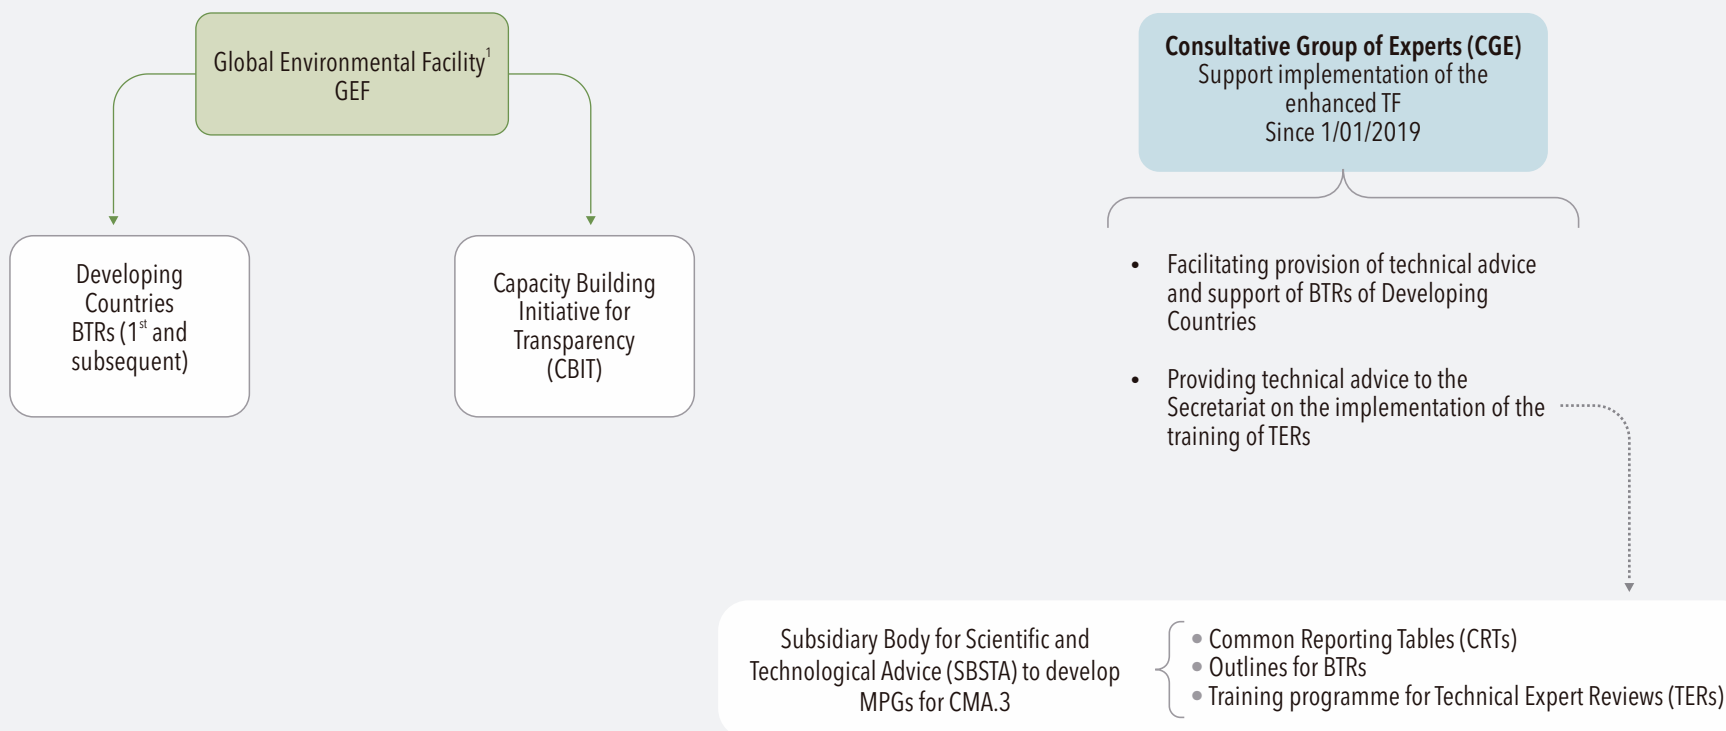 Global Environmental Facility¹
GEF
Developing
Countries
BTRs (1st and
subsequent)
Capacity Building
Initiative for
Transparency
(CBIT)
Consultative Group of Experts (CGE)
Support implementation of the
enhanced TF
Since 1/01/2019
• Facilitating provision of technical advice
and support of BTRs of Developing
Countries
• Providing technical advice to the
Secretariat on the implementation of the
training of TERs
Subsidiary Body for Scientific and
Technological Advice (SBSTA) to develop
MPGs for CMA.3
• Common Reporting Tables (CRTs)
• Outlines for BTRs
• Training programme for Technical Expert Reviews (TERs)